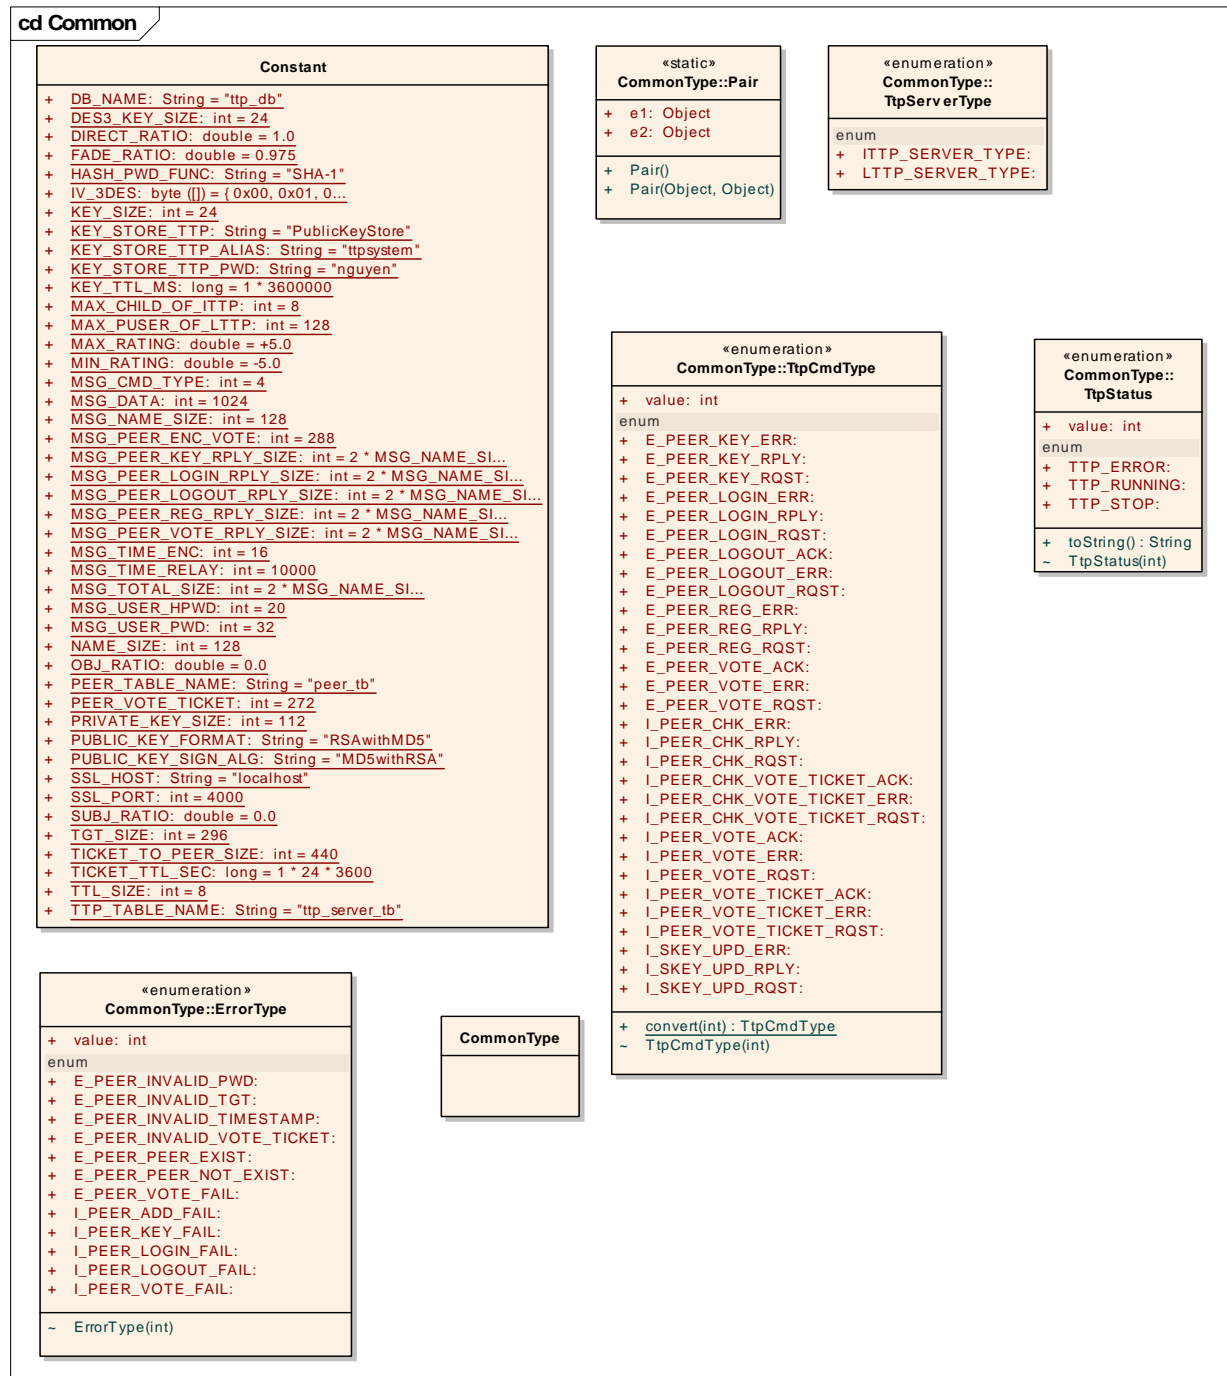 cd Common
Constant
+ DB_NAME: String = "ttp_db"
+ DES3_KEY_SIZE: int = 24
+ DIRECT_RATIO: double = 1.0
+ FADE_RATIO: double = 0.975
+ HASH_PWD_FUNC: String = "SHA-1"
+ IV_3DES: byte ([]) = { 0x00, 0x01, 0...
+ KEY_SIZE: int = 24
+ KEY_STORE_TTP: String = "PublicKeyStore"
+ KEY_STORE_TTP_ALIAS: String = "ttpsystem"
+ KEY_STORE_TTP_PWD: String = "nguyen"
+ KEY_TTL_MS: long = 1 * 3600000
+ MAX_CHILD_OF_ITTP: int = 8
+ MAX_PUSER_OF_LTTP: int = 128
+ MAX_RATING: double = +5.0
+ MIN_RATING: double = -5.0
+ MSG_CMD_TYPE: int = 4
+ MSG_DATA: int = 1024
+ MSG_NAME_SIZE: int = 128
+ MSG_PEER_ENC_VOTE: int = 288
+ MSG_PEER_KEY_RPLY_SIZE: int = 2 * MSG_NAME_SI...
+ MSG_PEER_LOGIN_RPLY_SIZE: int = 2 * MSG_NAME_SI...
+ MSG_PEER_LOGOUT_RPLY_SIZE: int = 2 * MSG_NAME_SI...
+ MSG_PEER_REG_RPLY_SIZE: int = 2 * MSG_NAME_SI...
+ MSG_PEER_VOTE_RPLY_SIZE: int = 2 * MSG_NAME_SI...
+ MSG_TIME_ENC: int = 16
+ MSG_TIME_RELAY: int = 10000
+ MSG_TOTAL_SIZE: int = 2 * MSG_NAME_SI...
+ MSG_USER_HPWD: int = 20
+ MSG_USER_PWD: int = 32
+ NAME_SIZE: int = 128
+ OBJ_RATIO: double = 0.0
+ PEER_TABLE_NAME: String = "peer_tb"
+ PEER_VOTE_TICKET: int = 272
+ PRIVATE_KEY_SIZE: int = 112
+ PUBLIC_KEY_FORMAT: String = "RSAwithMD5"
+ PUBLIC_KEY_SIGN_ALG: String = "MD5withRSA"
+ SSL_HOST: String = "localhost"
+ SSL_PORT: int = 4000
+ SUBJ_RATIO: double = 0.0
+ TGT_SIZE: int = 296
+ TICKET_TO_PEER_SIZE: int = 440
+ TICKET_TTL_SEC: long = 1 * 24 * 3600
+ TTL_SIZE: int = 8
+ TTP_TABLE_NAME: String = "ttp_server_tb"
«static»
CommonType::Pair
+ e1: Object
+ e2: Object
+ Pair()
+ Pair(Object, Object)
«enumeration»
CommonType::
TtpServerType
enum
+ ITTP_SERVER_TYPE:
+ LTTP_SERVER_TYPE:
«enumeration»
CommonType::TtpCmdType
+ value: int
enum
+ E_PEER_KEY_ERR:
+ E_PEER_KEY_RPLY:
+ E_PEER_KEY_RQST:
+ E_PEER_LOGIN_ERR:
+ E_PEER_LOGIN_RPLY:
+ E_PEER_LOGIN_RQST:
+ E_PEER_LOGOUT_ACK:
+ E_PEER_LOGOUT_ERR:
+ E_PEER_LOGOUT_RQST:
+ E_PEER_REG_ERR:
+ E_PEER_REG_RPLY:
+ E_PEER_REG_RQST:
+ E_PEER_VOTE_ACK:
+ E_PEER_VOTE_ERR:
+ E_PEER_VOTE_RQST:
+ I_PEER_CHK_ERR:
+ I_PEER_CHK_RPLY:
+ I_PEER_CHK_RQST:
+ I_PEER_CHK_VOTE_TICKET_ACK:
+ I_PEER_CHK_VOTE_TICKET_ERR:
+ I_PEER_CHK_VOTE_TICKET_RQST:
+ I_PEER_VOTE_ACK:
+ I_PEER_VOTE_ERR:
+ I_PEER_VOTE_RQST:
+ I_PEER_VOTE_TICKET_ACK:
+ I_PEER_VOTE_TICKET_ERR:
+ I_PEER_VOTE_TICKET_RQST:
+ I_SKEY_UPD_ERR:
+ I_SKEY_UPD_RPLY:
+ I_SKEY_UPD_RQST:
+ convert(int) : TtpCmdType
~ TtpCmdType(int)
«enumeration»
CommonType::
TtpStatus
+ value: int
enum
+ TTP_ERROR:
+ TTP_RUNNING:
+ TTP_STOP:
+ toString() : String
~ TtpStatus(int)
«enumeration»
CommonType::ErrorType
+ value: int
enum
+ E_PEER_INVALID_PWD:
+ E_PEER_INVALID_TGT:
+ E_PEER_INVALID_TIMESTAMP:
+ E_PEER_INVALID_VOTE_TICKET:
+ E_PEER_PEER_EXIST:
+ E_PEER_PEER_NOT_EXIST:
+ E_PEER_VOTE_FAIL:
+ I_PEER_ADD_FAIL:
+ I_PEER_KEY_FAIL:
+ I_PEER_LOGIN_FAIL:
+ I_PEER_LOGOUT_FAIL:
+ I_PEER_VOTE_FAIL:
~ ErrorType(int)
CommonType